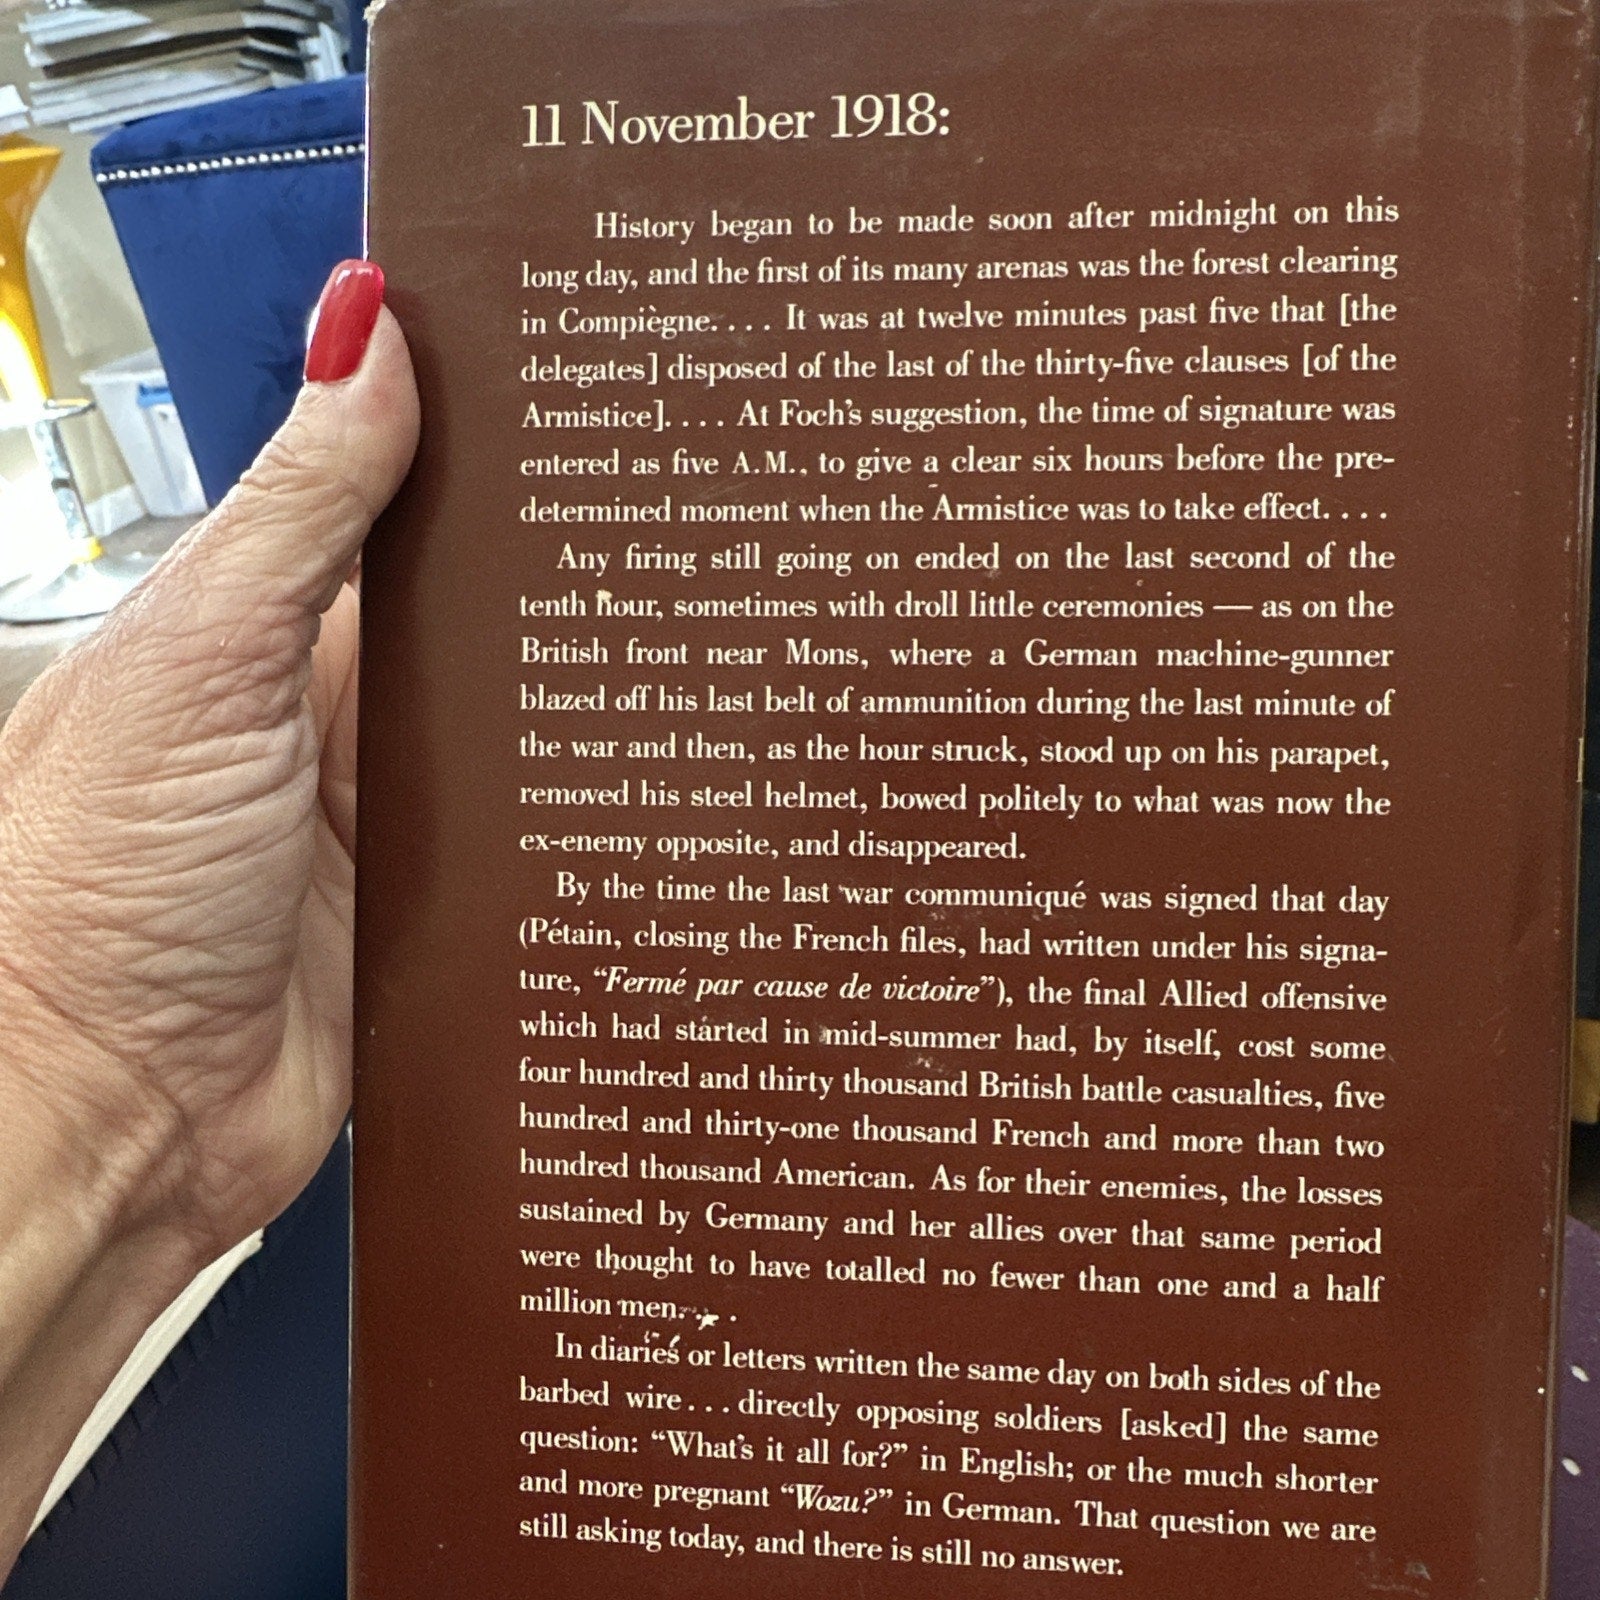 11 November 1918:
History began to be made soon after midnight on this
long day, and the first of its many arenas was the forest clearing
in Compiègne. . . . It was at twelve minutes past five that [the
delegates] disposed of the last of the thirty-five clauses [of the
Armistice]. . . . At Foch's suggestion, the time of signature was
entered as five A.M., to give a clear six hours before the pre-
determined moment when the Armistice was to take effect. . . .
Any firing still going on ended on the last second of the
tenth hour, sometimes with droll little ceremonies — as on the
British front near Mons, where a German machine-gunner
blazed off his last belt of ammunition during the last minute of
the war and then, as the hour struck, stood up on his parapet,
removed his steel helmet, bowed politely to what was now the
ex-enemy opposite, and disappeared.
By the time the last war communiqué was signed that day
(Pétain, closing the French files, had written under his signa-
ture, “Fermé par cause de victoire”), the final Allied offensive
which had started in mid-summer had, by itself, cost some
four hundred and thirty thousand British battle casualties, five
hundred and thirty-one thousand French and more than two
hundred thousand American. As for their enemies, the losses
sustained by Germany and her allies over that same period
were thought to have totalled no fewer than one and a half
million men. . . .
In diaries or letters written the same day on both sides of the
barbed wire . . . directly opposing soldiers [asked] the same
question: “What's it all for?” in English; or the much shorter
and more pregnant “Wozu?” in German. That question we are
still asking today, and there is still no answer.